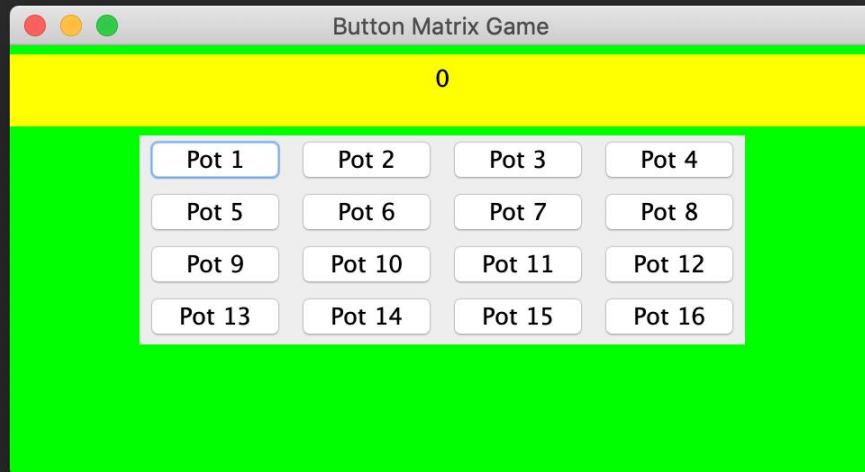 Button Matrix Game
0
Pot 1 Pot 2 Pot 3 Pot 4
Pot 5 Pot 6 Pot 7 Pot 8
Pot 9 Pot 10 Pot 11 Pot 12
Pot 13 Pot 14 Pot 15 Pot 16